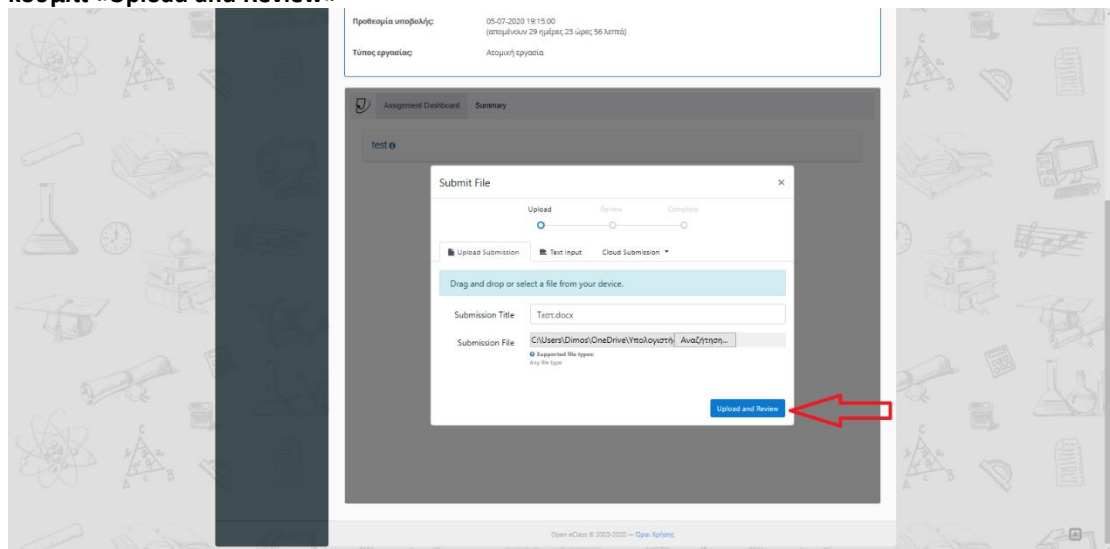 κουμπί «Upload and Review»
Προθεσμία υποβολής: 05-07-2020 19:15:00
(απομένουν 29 ημέρες 23 ώρες 56 λεπτά)
Τύπος εργασίας: Ατομική εργασία
Assignment Dashboard Summary
test
Submit File ×
Upload Review Complete
Upload Submission Text Input Cloud Submission
Drag and drop or select a file from your device.
Submission Title Τεστ.docx
Submission File C:\Users\Dimos\OneDrive\Υπολογιστή Αναζήτηση...
Supported file types:
Any file type
Upload and Review
Open eClass © 2003-2020 — Όροι Χρήσης